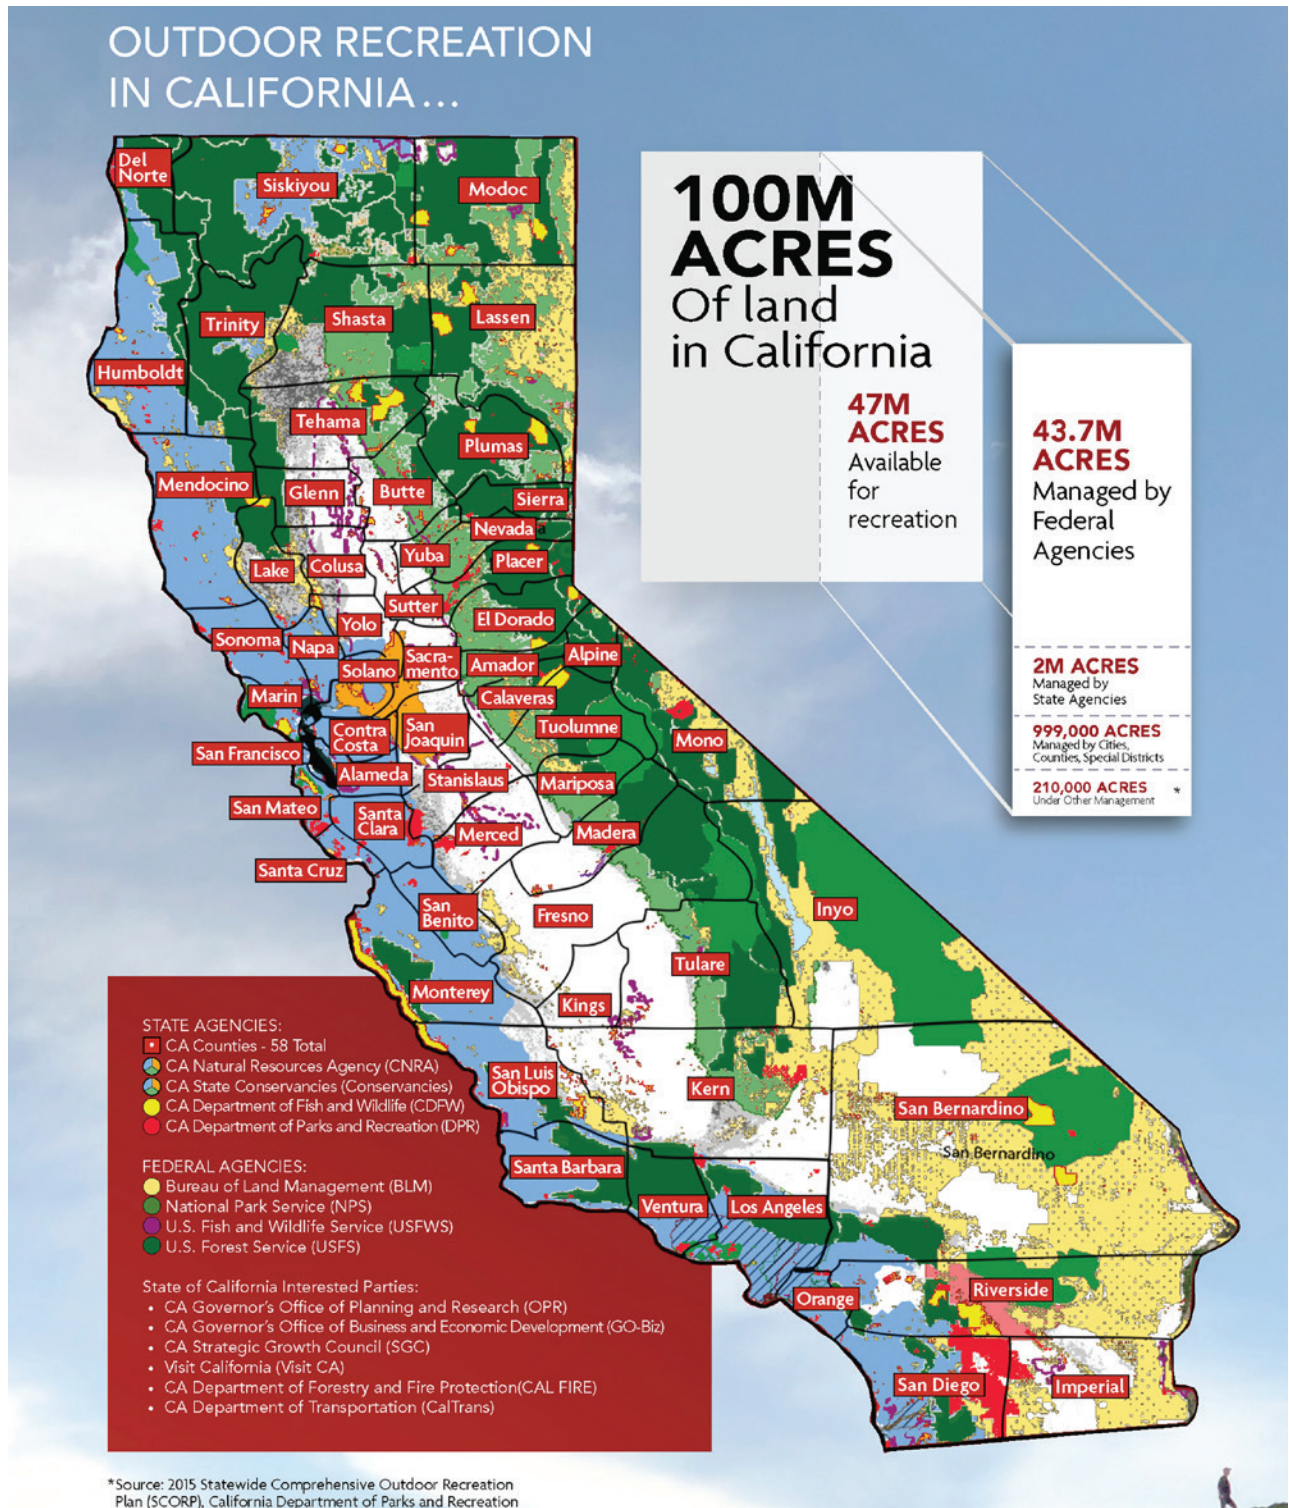 OUTDOOR RECREATION
IN CALIFORNIA...
100M
ACRES
Of land
in California
47M
ACRES
Available
for
recreation
43.7M
ACRES
Managed by
Federal
Agencies
2M ACRES
Managed by
State Agencies
999,000 ACRES
Managed by Cities,
Counties, Special Districts
210,000 ACRES *
Under Other Management
Del
Norte
Siskiyou
Modoc
Trinity
Shasta
Lassen
Humboldt
Tehama
Plumas
Mendocino
Glenn
Butte
Sierra
Nevada
Lake
Colusa
Yuba
Placer
Sutter
El Dorado
Yolo
Sonoma
Napa
Solano
Sacra-
mento
Amador
Alpine
Marin
Calaveras
Contra
Costa
San
Joaquin
Tuolumne
Mono
San Francisco
Alameda
Stanislaus
Mariposa
San Mateo
Santa
Clara
Merced
Madera
Santa Cruz
San
Benito
Fresno
Inyo
Tulare
Monterey
Kings
San Luis
Obispo
Kern
San Bernardino
San Bernardino
Santa Barbara
Ventura
Los Angeles
Orange
Riverside
San Diego
Imperial
STATE AGENCIES:
CA Counties - 58 Total
CA Natural Resources Agency (CNRA)
CA State Conservancies (Conservancies)
CA Department of Fish and Wildlife (CDFW)
CA Department of Parks and Recreation (DPR)
FEDERAL AGENCIES:
Bureau of Land Management (BLM)
National Park Service (NPS)
U.S. Fish and Wildlife Service (USFWS)
U.S. Forest Service (USFS)
State of California Interested Parties:
• CA Governor's Office of Planning and Research (OPR)
• CA Governor's Office of Business and Economic Development (GO-Biz)
• CA Strategic Growth Council (SGC)
• Visit California (Visit CA)
• CA Department of Forestry and Fire Protection(CAL FIRE)
• CA Department of Transportation (CalTrans)
*Source: 2015 Statewide Comprehensive Outdoor Recreation
Plan (SCORP), California Department of Parks and Recreation